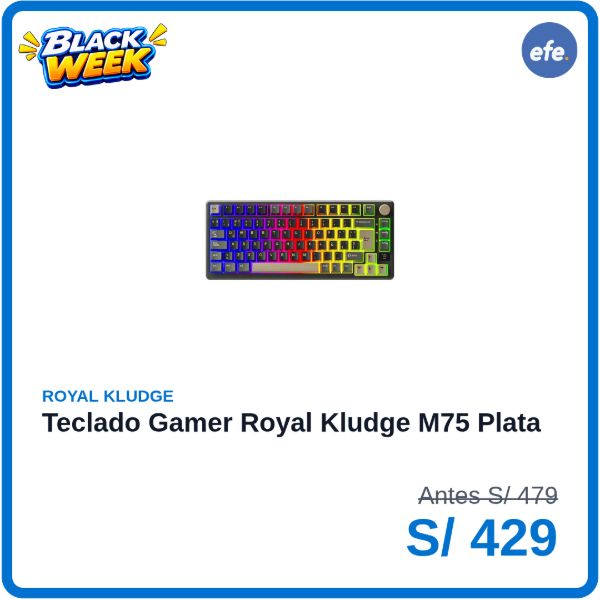 BLACK
WEEK
efe.
ROYAL KLUDGE
Teclado Gamer Royal Kludge M75 Plata
Antes S/ 479
S/ 429